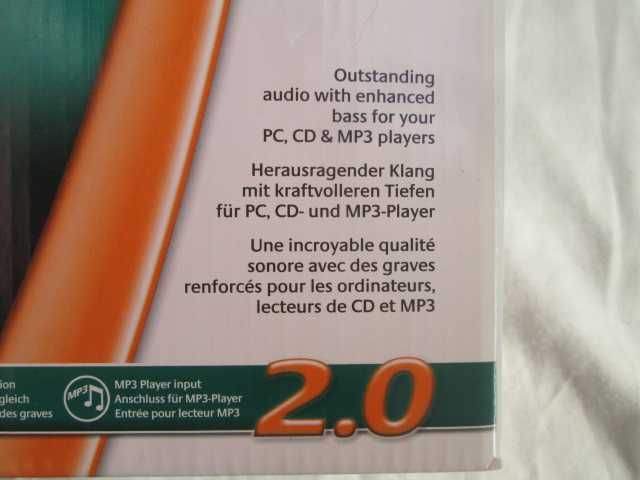 Outstanding
audio with enhanced
bass for your
PC, CD & MP3 players
Herausragender Klang
mit kraftvolleren Tiefen
für PC, CD- und MP3-Player
Une incroyable qualité
sonore avec des graves
renforcés pour les ordinateurs,
lecteurs de CD et MP3
MP3
MP3 Player input
Anschluss für MP3-Player
des graves
Entrée pour lecteur MP3
2.0